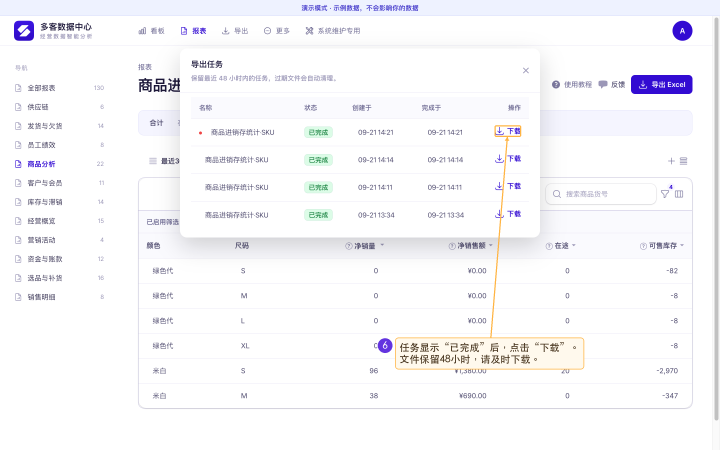 演示模式 · 示例数据，不会影响你的数据
多客数据中心
经营数据智能分析
看板
报表
导出
更多
系统维护专用
A
导航
全部报表 130
供应链 6
发货与欠货 14
员工绩效 8
商品分析 22
客户与会员 11
库存与滞销 14
经营概览 15
营销活动 4
资金与账款 12
选品与补货 16
销售明细 8
报表
商品进
使用教程
反馈
导出 Excel
合计
最近3
搜索商品货号
4
已启用筛选
导出任务
保留最近 48 小时内的任务，过期文件会自动清理。
名称 状态 创建于 完成于 操作
商品进销存统计-SKU 已完成 09-21 14:21 09-21 14:21 下载
商品进销存统计-SKU 已完成 09-21 14:14 09-21 14:14 下载
商品进销存统计-SKU 已完成 09-21 14:11 09-21 14:11 下载
商品进销存统计-SKU 已完成 09-21 13:34 09-21 13:34 下载
颜色 尺码 净销量 净销售额 在途 可售库存
绿色代 S 0 ¥0.00 0 -82
绿色代 M 0 ¥0.00 0 -8
绿色代 L 0 ¥0.00 0 -8
绿色代 XL -8
6
任务显示“已完成”后，点击“下载”。
文件保留48小时，请及时下载。
米白 S 96 ¥1,380.00 20 -2,970
米白 M 38 ¥690.00 0 -347